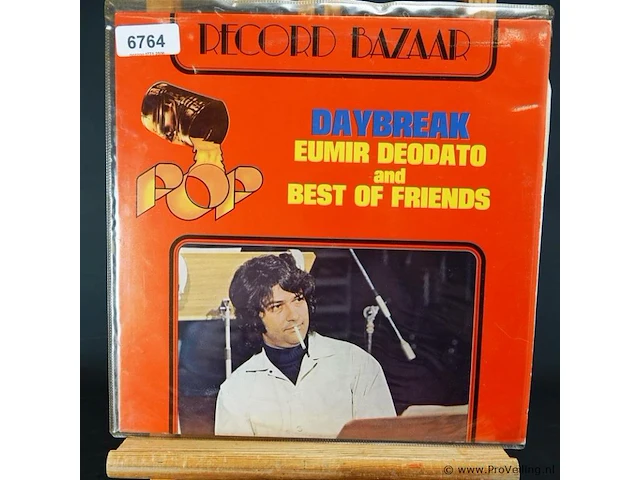 6764
RECORD BAZAAR
DAYBREAK
EUMIR DEODATO
and
BEST OF FRIENDS
POP
© www.ProVeiling.nl